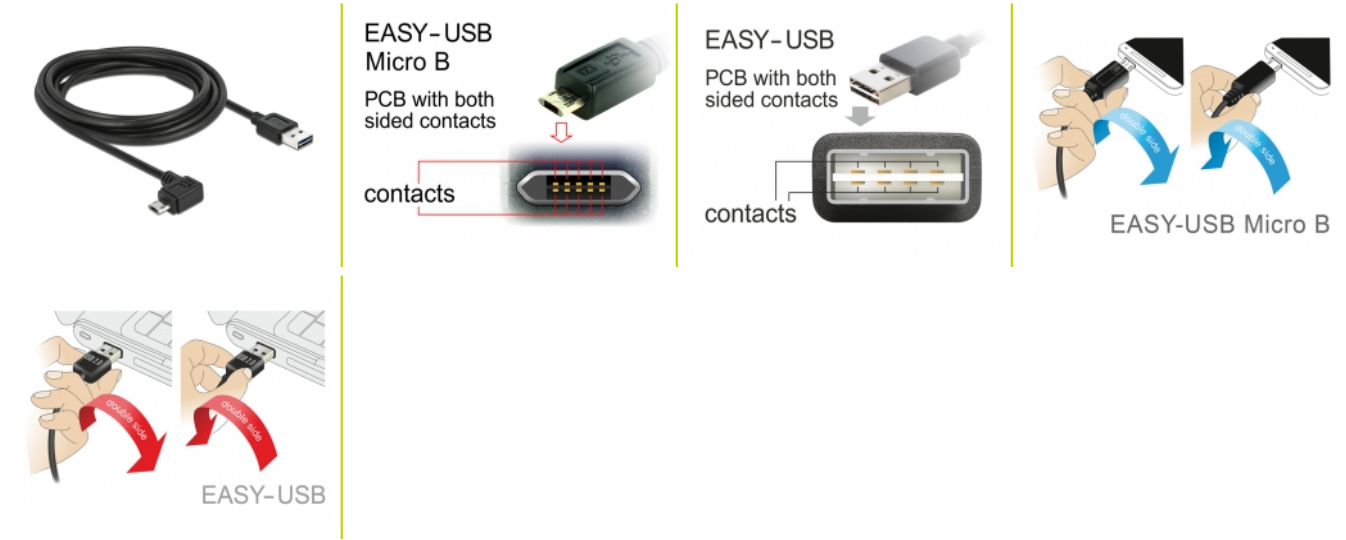 EASY-USB
Micro B
PCB with both
sided contacts
contacts
EASY-USB
PCB with both
sided contacts
contacts
double side
double side
EASY-USB Micro B
double side
double side
EASY-USB